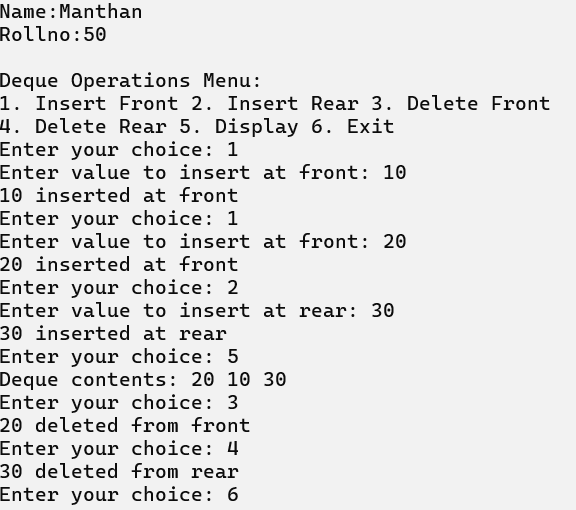 Name:Manthan
Rollno:50
Deque Operations Menu:
1. Insert Front 2. Insert Rear 3. Delete Front
4. Delete Rear 5. Display 6. Exit
Enter your choice: 1
Enter value to insert at front: 10
10 inserted at front
Enter your choice: 1
Enter value to insert at front: 20
20 inserted at front
Enter your choice: 2
Enter value to insert at rear: 30
30 inserted at rear
Enter your choice: 5
Deque contents: 20 10 30
Enter your choice: 3
20 deleted from front
Enter your choice: 4
30 deleted from rear
Enter your choice: 6